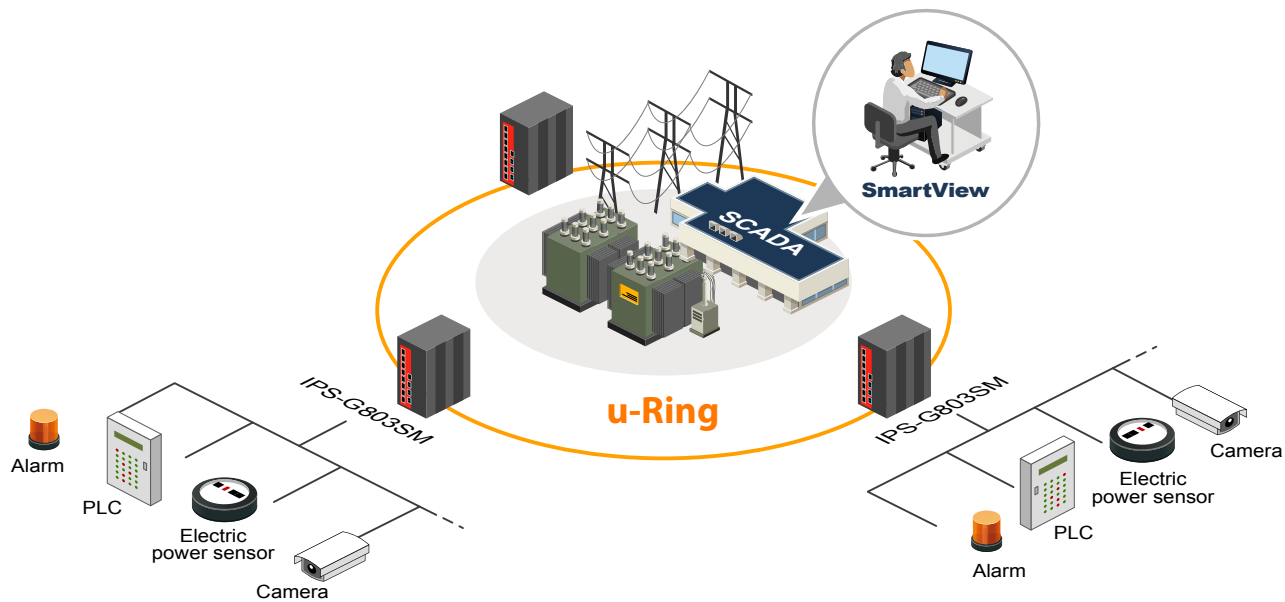 SmartView
SCADA
u-Ring
IPS-G803SM
IPS-G803SM
Alarm
PLC
Electric
power sensor
Camera
Camera
Electric
power sensor
PLC
Alarm